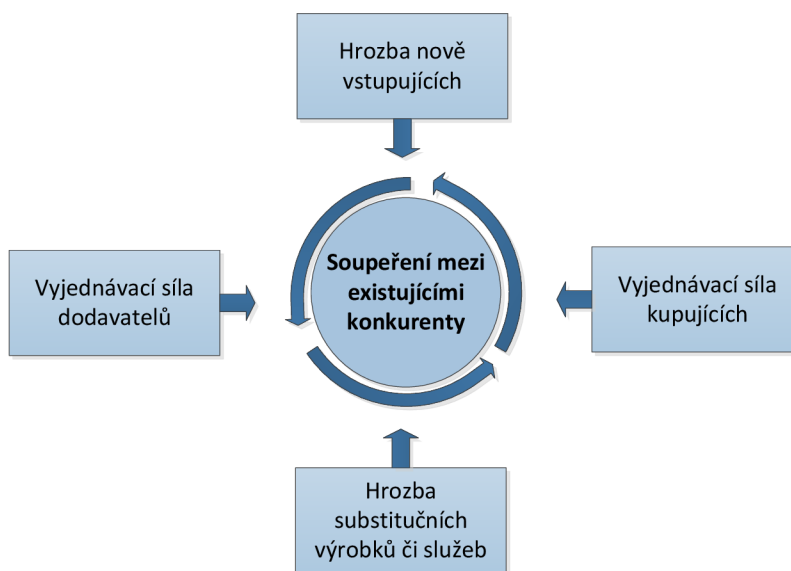 Hrozba nově
vstupujících
Vyjednávací síla
dodavatelů
Soupeření mezi
existujícími
konkurenty
Vyjednávací síla
kupujících
Hrozba
substitučních
výrobků či služeb